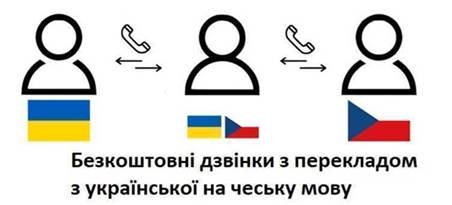 Безкоштовні дзвінки з перекладом
з української на чеську мову